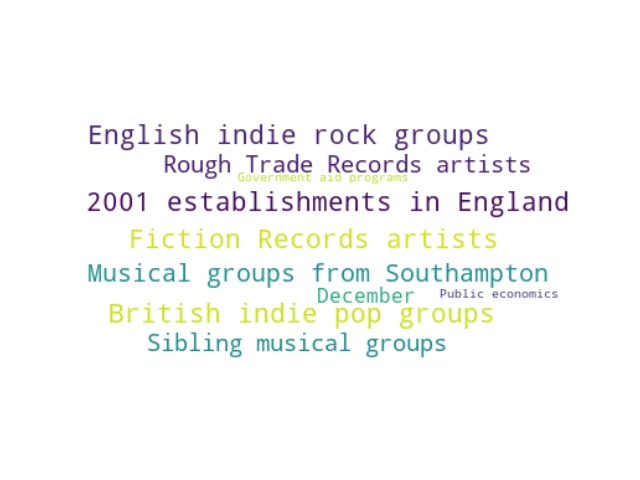 English indie rock groups
Rough Trade Records artists
Government aid programs
2001 establishments in England
Fiction Records artists
Musical groups from Southampton
December
Public economics
British indie pop groups
Sibling musical groups